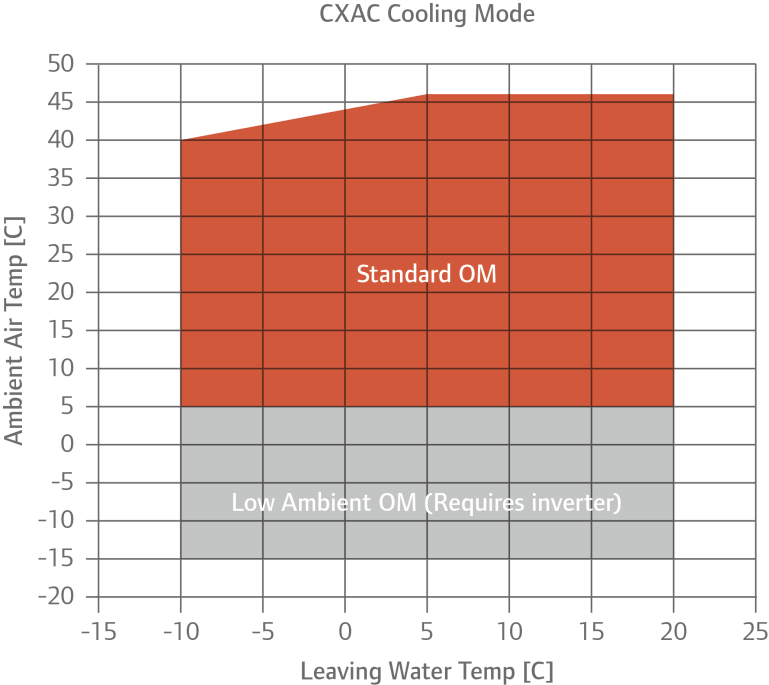 CXAC Cooling Mode
50
45
40
35
30
25
20
15
10
5
0
-5
-10
-15
-20
Ambient Air Temp [C]
Standard OM
Low Ambient OM (Requires inverter)
-15 -10 -5 0 5 10 15 20 25
Leaving Water Temp [C]